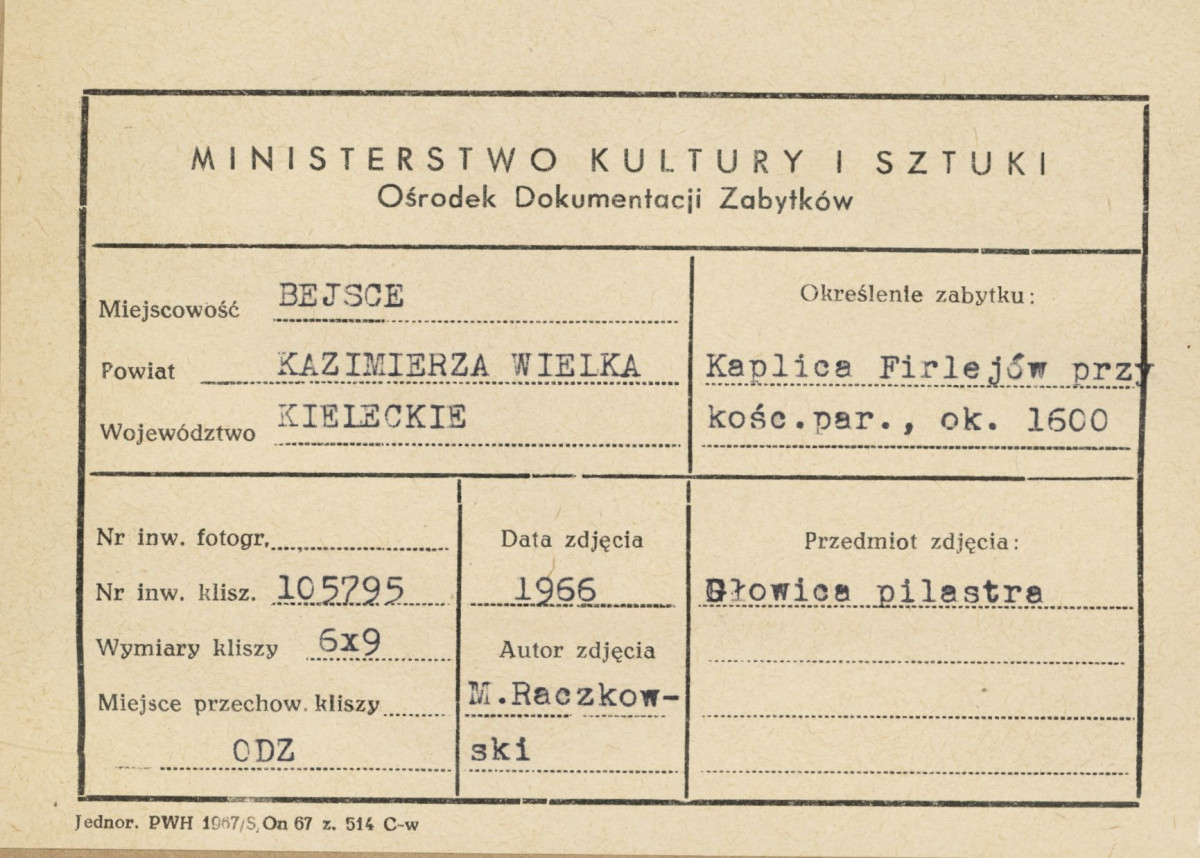 MINISTERSTWO KULTURY I SZTUKI
Ośrodek Dokumentacji Zabytków
Miejscowość BEJSCE
Powiat KAZIMIERZA WIELKA
Województwo KIELECKIE
Określenie zabytku:
Kaplica Firlejów przy
kośc.par., ok. 1600
Nr inw. fotogr.
Nr inw. klisz. 105795
Wymiary kliszy 6x9
Miejsce przechow. kliszy
ODZ
Data zdjęcia
1966
Autor zdjęcia
M.Raczkow-
ski
Przedmiot zdjęcia:
Głowica pilastra
Jednor. PWH 1967/S, On 67 z. 514 C-w